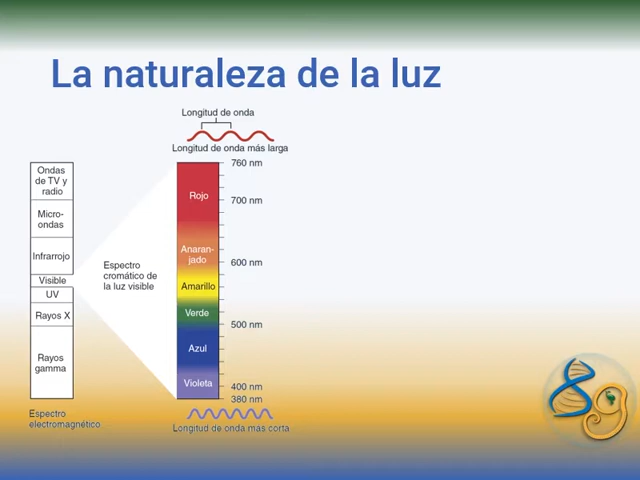 La naturaleza de la luz
Longitud de onda
Longitud de onda más larga
Ondas
de TV y
radio
Micro-
ondas
Infrarrojo
Visible
UV
Rayos X
Rayos
gamma
Espectro
electromagnético
Espectro
cromático de
la luz visible
Rojo
Anaran-
jado
Amarillo
Verde
Azul
Violeta
760 nm
700 nm
600 nm
500 nm
400 nm
380 nm
Longitud de onda más corta